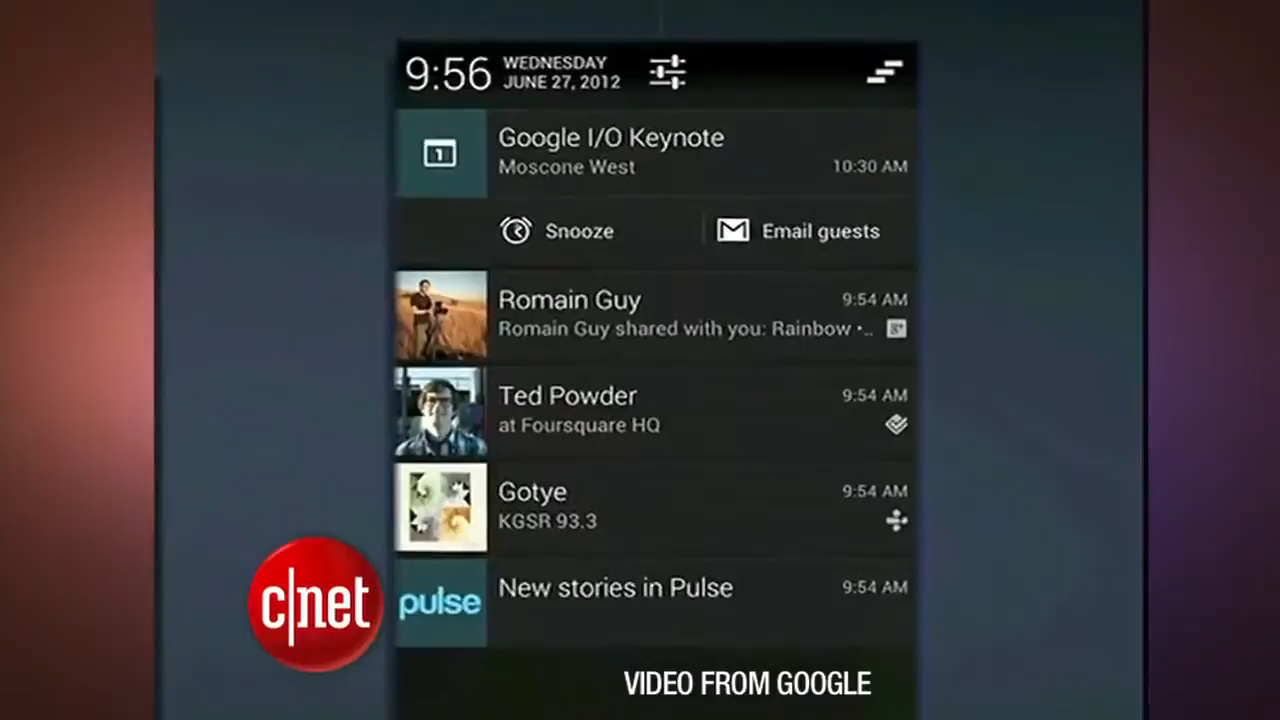 9:56 WEDNESDAY
JUNE 27, 2012
1
Google I/O Keynote
Moscone West 10:30 AM
Snooze Email guests
Romain Guy 9:54 AM
Romain Guy shared with you: Rainbow •.. g+
Ted Powder 9:54 AM
at Foursquare HQ
Gotye 9:54 AM
KGSR 93.3
pulse New stories in Pulse 9:54 AM
c|net
VIDEO FROM GOOGLE